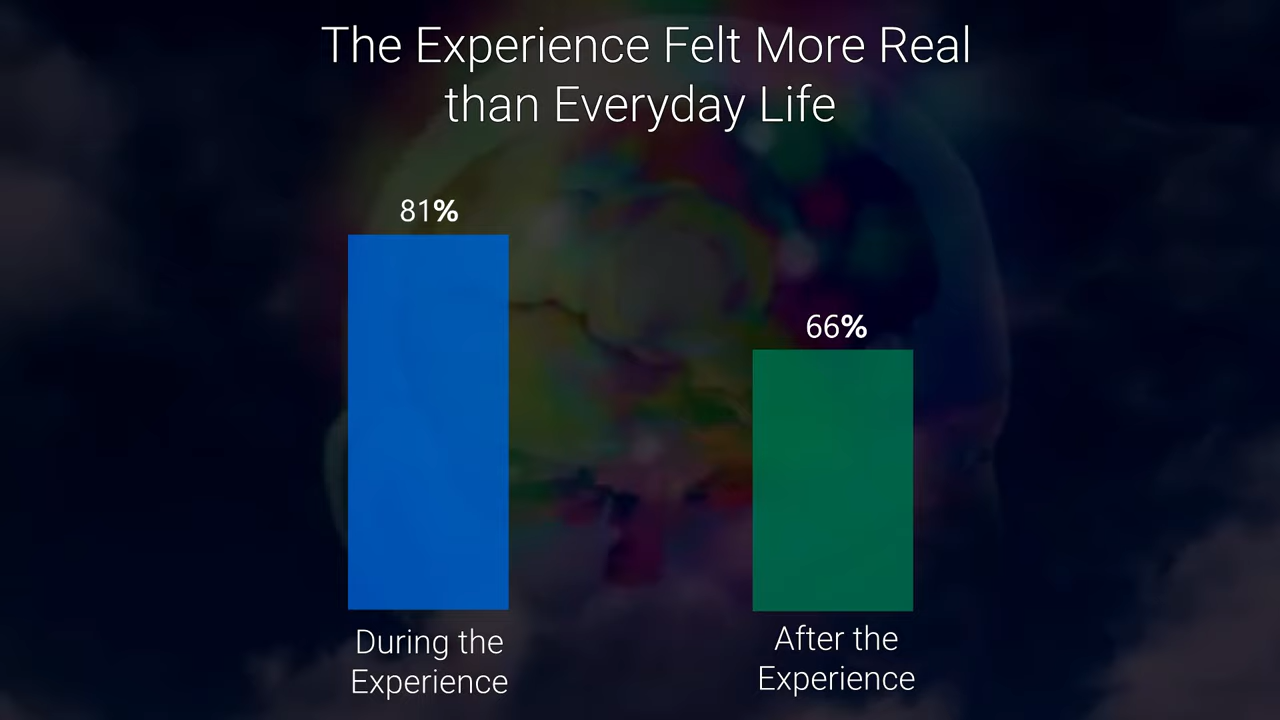 The Experience Felt More Real
than Everyday Life
81%
66%
During the
Experience
After the
Experience